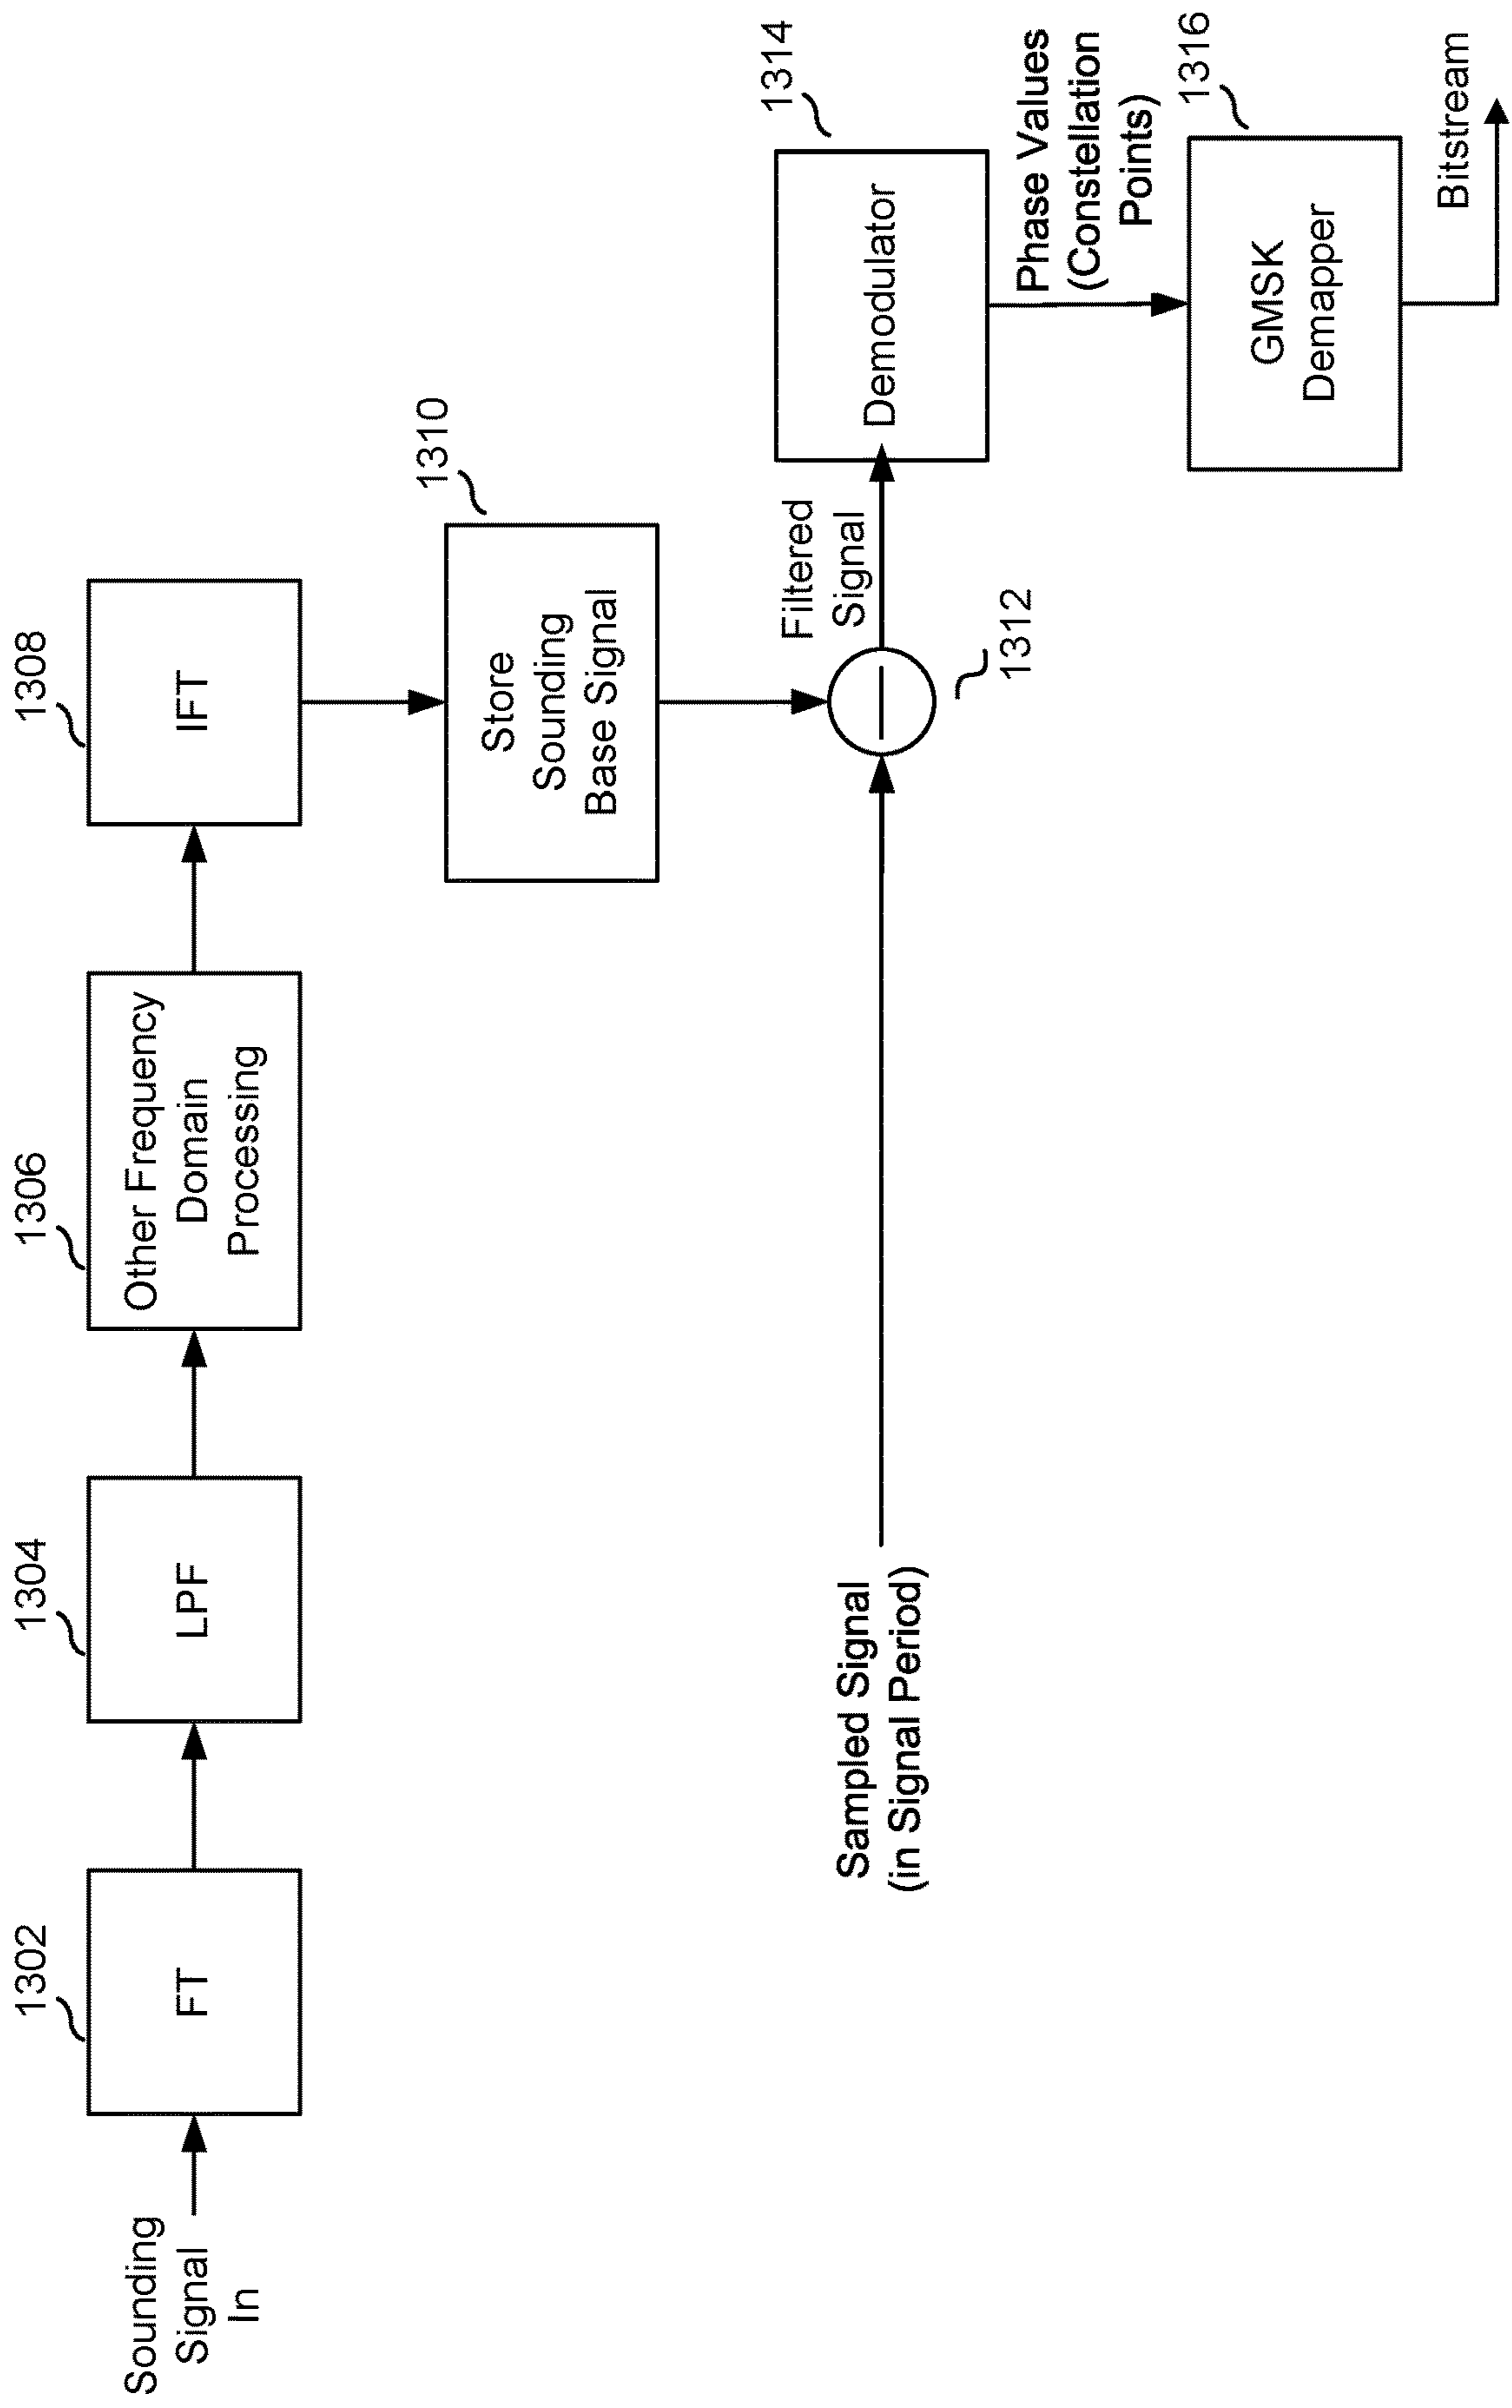 1302
1304
1306
1308
Sounding
Signal
In
FT
LPF
Other Frequency
Domain
Processing
IFT
1310
Store
Sounding
Base Signal
Sampled Signal
(in Signal Period)
Filtered
Signal
1312
1314
Demodulator
Phase Values
(Constellation
Points)
1316
GMSK
Demapper
Bitstream